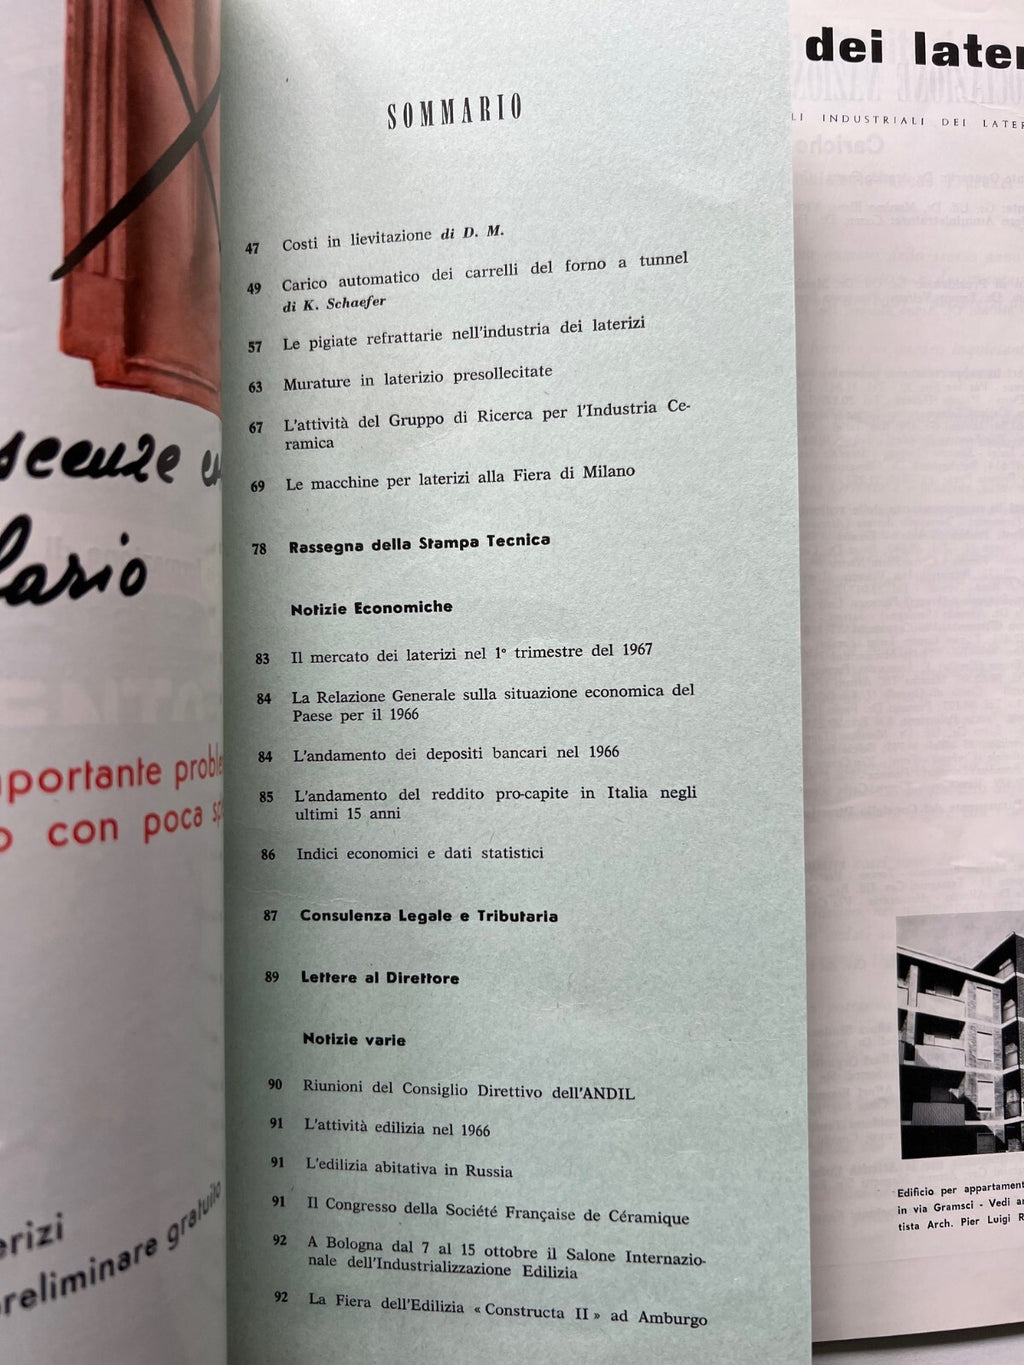 SOMMARIO
47 Costi in lievitazione di D. M.
49 Carico automatico dei carrelli del forno a tunnel
di K. Schaefer
57 Le pigiate refrattarie nell'industria dei laterizi
63 Murature in laterizio presollecitate
67 L'attività del Gruppo di Ricerca per l'Industria Ce-
ramica
69 Le macchine per laterizi alla Fiera di Milano
78 Rassegna della Stampa Tecnica
Notizie Economiche
83 Il mercato dei laterizi nel 1° trimestre del 1967
84 La Relazione Generale sulla situazione economica del
Paese per il 1966
84 L'andamento dei depositi bancari nel 1966
85 L'andamento del reddito pro-capite in Italia negli
ultimi 15 anni
86 Indici economici e dati statistici
87 Consulenza Legale e Tributaria
89 Lettere al Direttore
Notizie varie
90 Riunioni del Consiglio Direttivo dell'ANDIL
91 L'attività edilizia nel 1966
91 L'edilizia abitativa in Russia
91 Il Congresso della Société Française de Céramique
92 A Bologna dal 7 al 15 ottobre il Salone Internazio-
nale dell'Industrializzazione Edilizia
92 La Fiera dell'Edilizia « Constructa II » ad Amburgo
con poca
preliminare gratuito
dei
INDUSTRIALI DEI
Edificio per
in via Gramsci - Vedi
tista Arch. Pier Luigi